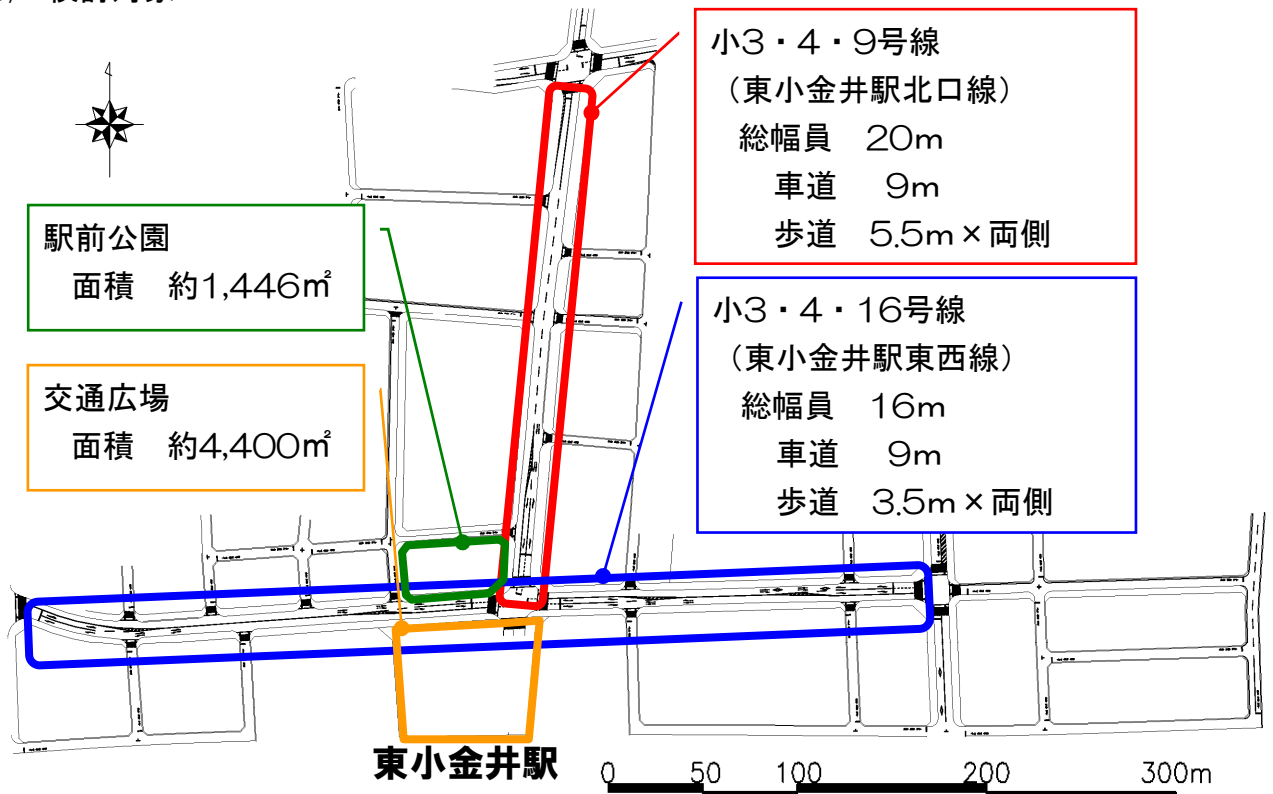 小3・4・9号線
（東小金井駅北口線）
総幅員　20m
車道　9m
歩道　5.5m×両側
駅前公園
面積　約1,446㎡
小3・4・16号線
（東小金井駅東西線）
総幅員　16m
車道　9m
歩道　3.5m×両側
交通広場
面積　約4,400㎡
東小金井駅
0 50 100 200 300m